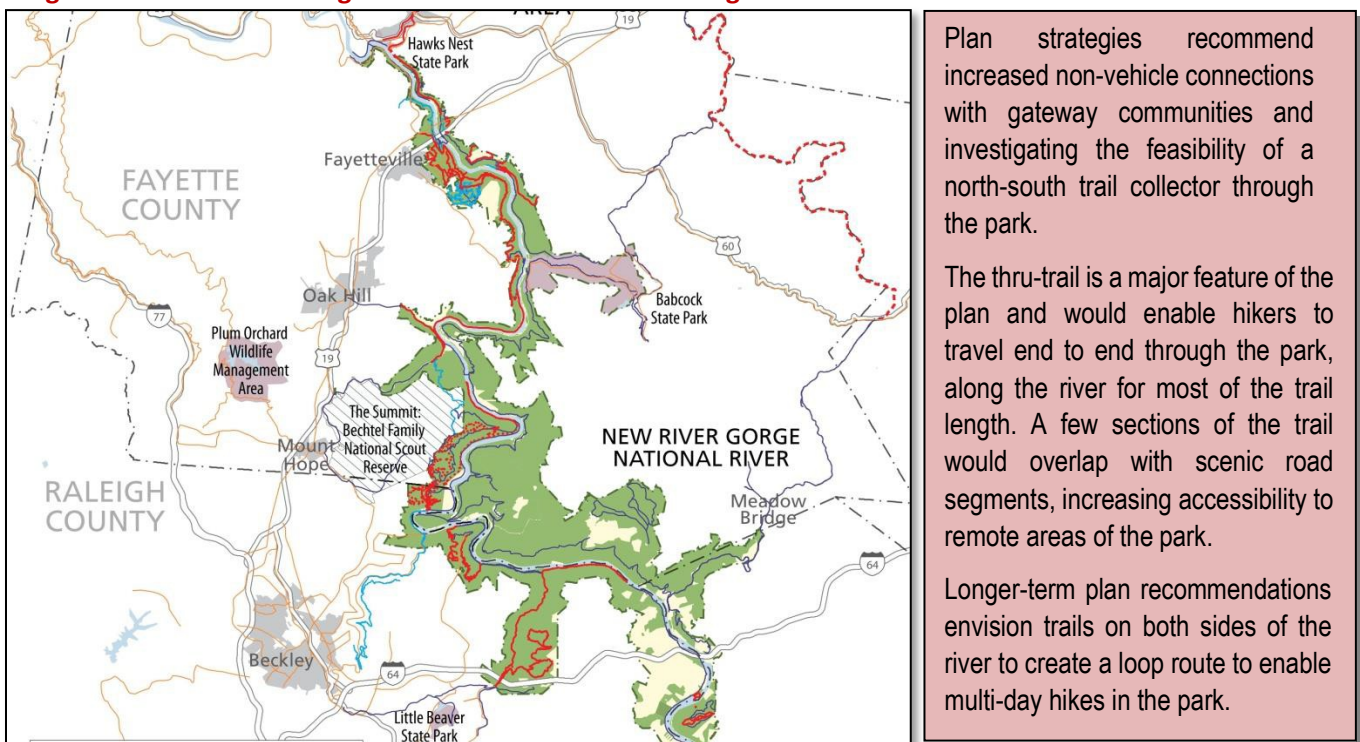 19
Hawks Nest
State Park
Fayetteville
FAYETTE
COUNTY
60
Oak Hill
Babcock
State Park
77
Plum Orchard
Wildlife
Management
Area
19
The Summit:
Bechtel Family
National Scout
Reserve
Mount
Hope
NEW RIVER GORGE
NATIONAL RIVER
RALEIGH
COUNTY
Meadow
Bridge
64
Beckley
64
Little Beaver
State Park
Plan strategies recommend
increased non-vehicle connections
with gateway communities and
investigating the feasibility of a
north-south trail collector through
the park.
The thru-trail is a major feature of the
plan and would enable hikers to
travel end to end through the park,
along the river for most of the trail
length. A few sections of the trail
would overlap with scenic road
segments, increasing accessibility to
remote areas of the park.
Longer-term plan recommendations
envision trails on both sides of the
river to create a loop route to enable
multi-day hikes in the park.